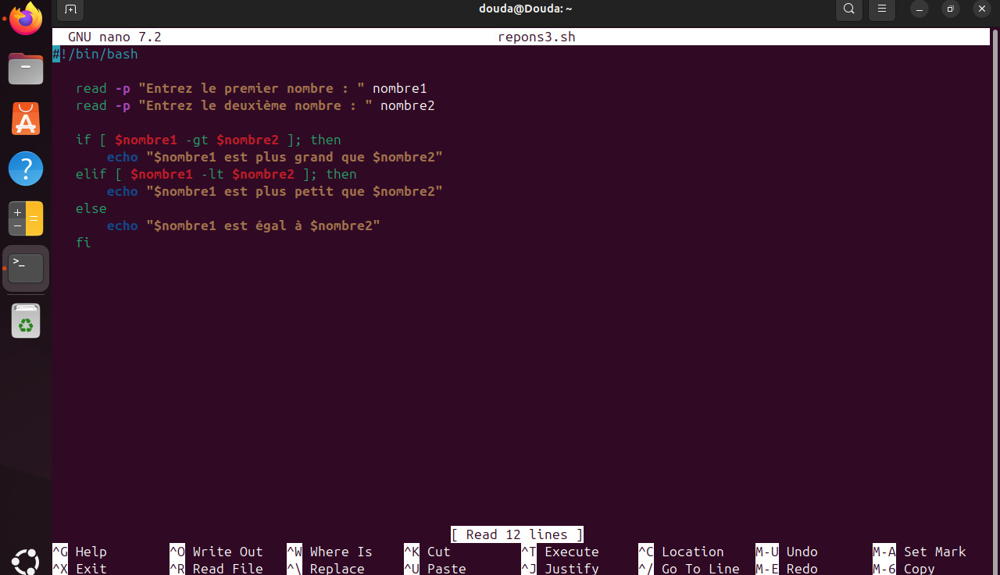 douda@Douda: ~
GNU nano 7.2 repons3.sh
#!/bin/bash
read -p "Entrez le premier nombre : " nombre1
read -p "Entrez le deuxième nombre : " nombre2
if [ $nombre1 -gt $nombre2 ]; then
echo "$nombre1 est plus grand que $nombre2"
elif [ $nombre1 -lt $nombre2 ]; then
echo "$nombre1 est plus petit que $nombre2"
else
echo "$nombre1 est égal à $nombre2"
fi
[ Read 12 lines ]
^G Help ^O Write Out ^W Where Is ^K Cut ^T Execute ^C Location M-U Undo M-A Set Mark
^X Exit ^R Read File ^\ Replace ^U Paste ^J Justify ^/ Go To Line M-E Redo M-6 Copy